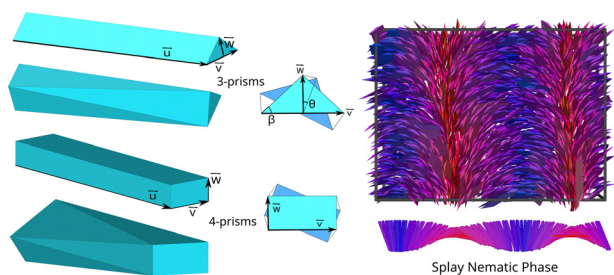 u̅
v̅
w̅
3-prisms
w̅
θ
β
v̅
u̅
v̅
w̅
4-prisms
w̅
v̅
Splay Nematic Phase